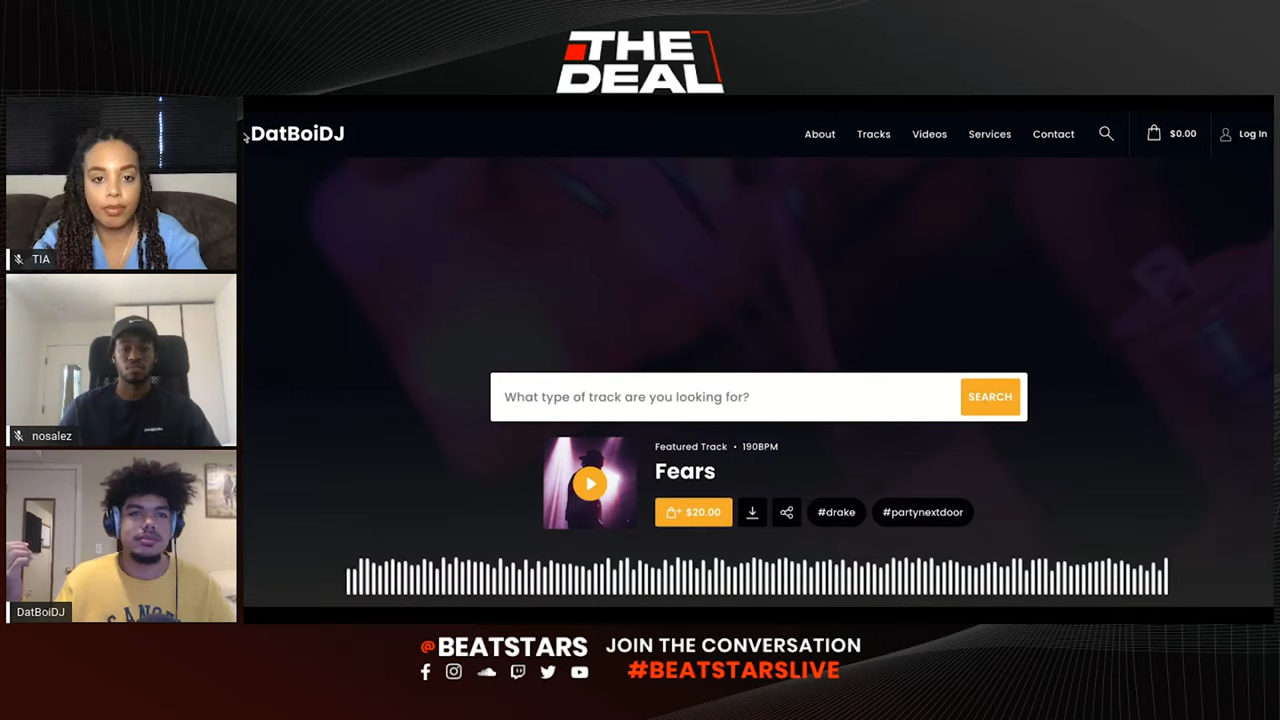 THE
DEAL
DatBoiDJ
About Tracks Videos Services Contact $0.00 Log In
TIA
What type of track are you looking for? SEARCH
nosalez
Featured Track • 190BPM
Fears
$20.00 #drake #partynextdoor
DatBoiDJ
@BEATSTARS JOIN THE CONVERSATION
#BEATSTARSLIVE